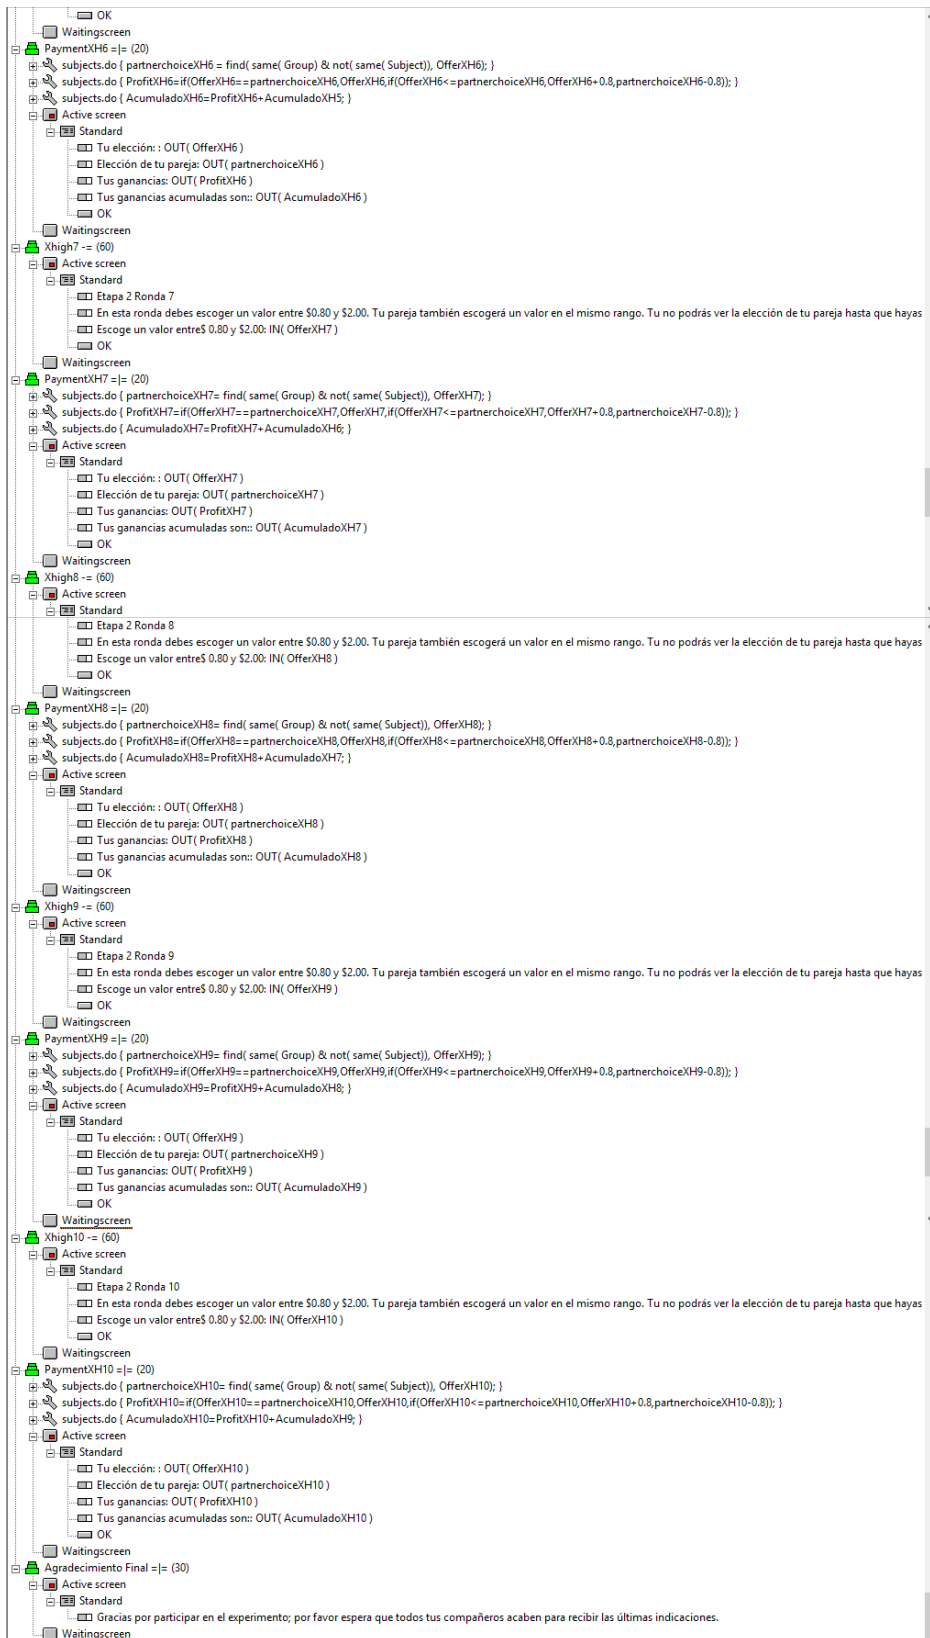 OK
Waitingscreen
PaymentXH6 =|= (20)
subjects.do { partnerchoiceXH6 = find( same( Group) & not( same( Subject)), OfferXH6); }
subjects.do { ProfitXH6=if(OfferXH6==partnerchoiceXH6,OfferXH6,if(OfferXH6<=partnerchoiceXH6,OfferXH6+0.8,partnerchoiceXH6-0.8)); }
subjects.do { AcumuladoXH6=ProfitXH6+AcumuladoXH5; }
Active screen
Standard
Tu elección: : OUT( OfferXH6 )
Elección de tu pareja: OUT( partnerchoiceXH6 )
Tus ganancias: OUT( ProfitXH6 )
Tus ganancias acumuladas son:: OUT( AcumuladoXH6 )
OK
Waitingscreen
Xhigh7 -= (60)
Active screen
Standard
Etapa 2 Ronda 7
En esta ronda debes escoger un valor entre $0.80 y $2.00. Tu pareja también escogerá un valor en el mismo rango. Tu no podrás ver la elección de tu pareja hasta que hayas
Escoge un valor entre$ 0.80 y $2.00: IN( OfferXH7 )
OK
Waitingscreen
PaymentXH7 =|= (20)
subjects.do { partnerchoiceXH7= find( same( Group) & not( same( Subject)), OfferXH7); }
subjects.do { ProfitXH7=if(OfferXH7==partnerchoiceXH7,OfferXH7,if(OfferXH7<=partnerchoiceXH7,OfferXH7+0.8,partnerchoiceXH7-0.8)); }
subjects.do { AcumuladoXH7=ProfitXH7+AcumuladoXH6; }
Active screen
Standard
Tu elección: : OUT( OfferXH7 )
Elección de tu pareja: OUT( partnerchoiceXH7 )
Tus ganancias: OUT( ProfitXH7 )
Tus ganancias acumuladas son:: OUT( AcumuladoXH7 )
OK
Waitingscreen
Xhigh8 -= (60)
Active screen
Standard
Etapa 2 Ronda 8
En esta ronda debes escoger un valor entre $0.80 y $2.00. Tu pareja también escogerá un valor en el mismo rango. Tu no podrás ver la elección de tu pareja hasta que hayas
Escoge un valor entre$ 0.80 y $2.00: IN( OfferXH8 )
OK
Waitingscreen
PaymentXH8 =|= (20)
subjects.do { partnerchoiceXH8= find( same( Group) & not( same( Subject)), OfferXH8); }
subjects.do { ProfitXH8=if(OfferXH8==partnerchoiceXH8,OfferXH8,if(OfferXH8<=partnerchoiceXH8,OfferXH8+0.8,partnerchoiceXH8-0.8)); }
subjects.do { AcumuladoXH8=ProfitXH8+AcumuladoXH7; }
Active screen
Standard
Tu elección: : OUT( OfferXH8 )
Elección de tu pareja: OUT( partnerchoiceXH8 )
Tus ganancias: OUT( ProfitXH8 )
Tus ganancias acumuladas son:: OUT( AcumuladoXH8 )
OK
Waitingscreen
Xhigh9 -= (60)
Active screen
Standard
Etapa 2 Ronda 9
En esta ronda debes escoger un valor entre $0.80 y $2.00. Tu pareja también escogerá un valor en el mismo rango. Tu no podrás ver la elección de tu pareja hasta que hayas
Escoge un valor entre$ 0.80 y $2.00: IN( OfferXH9 )
OK
Waitingscreen
PaymentXH9 =|= (20)
subjects.do { partnerchoiceXH9= find( same( Group) & not( same( Subject)), OfferXH9); }
subjects.do { ProfitXH9=if(OfferXH9==partnerchoiceXH9,OfferXH9,if(OfferXH9<=partnerchoiceXH9,OfferXH9+0.8,partnerchoiceXH9-0.8)); }
subjects.do { AcumuladoXH9=ProfitXH9+AcumuladoXH8; }
Active screen
Standard
Tu elección: : OUT( OfferXH9 )
Elección de tu pareja: OUT( partnerchoiceXH9 )
Tus ganancias: OUT( ProfitXH9 )
Tus ganancias acumuladas son:: OUT( AcumuladoXH9 )
OK
Waitingscreen
Xhigh10 -= (60)
Active screen
Standard
Etapa 2 Ronda 10
En esta ronda debes escoger un valor entre $0.80 y $2.00. Tu pareja también escogerá un valor en el mismo rango. Tu no podrás ver la elección de tu pareja hasta que hayas
Escoge un valor entre$ 0.80 y $2.00: IN( OfferXH10 )
OK
Waitingscreen
PaymentXH10 =|= (20)
subjects.do { partnerchoiceXH10= find( same( Group) & not( same( Subject)), OfferXH10); }
subjects.do { ProfitXH10=if(OfferXH10==partnerchoiceXH10,OfferXH10,if(OfferXH10<=partnerchoiceXH10,OfferXH10+0.8,partnerchoiceXH10-0.8)); }
subjects.do { AcumuladoXH10=ProfitXH10+AcumuladoXH9; }
Active screen
Standard
Tu elección: : OUT( OfferXH10 )
Elección de tu pareja: OUT( partnerchoiceXH10 )
Tus ganancias: OUT( ProfitXH10 )
Tus ganancias acumuladas son:: OUT( AcumuladoXH10 )
OK
Waitingscreen
Agradecimiento Final =|= (30)
Active screen
Standard
Gracias por participar en el experimento; por favor espera que todos tus compañeros acaben para recibir las últimas indicaciones.
Waitingscreen